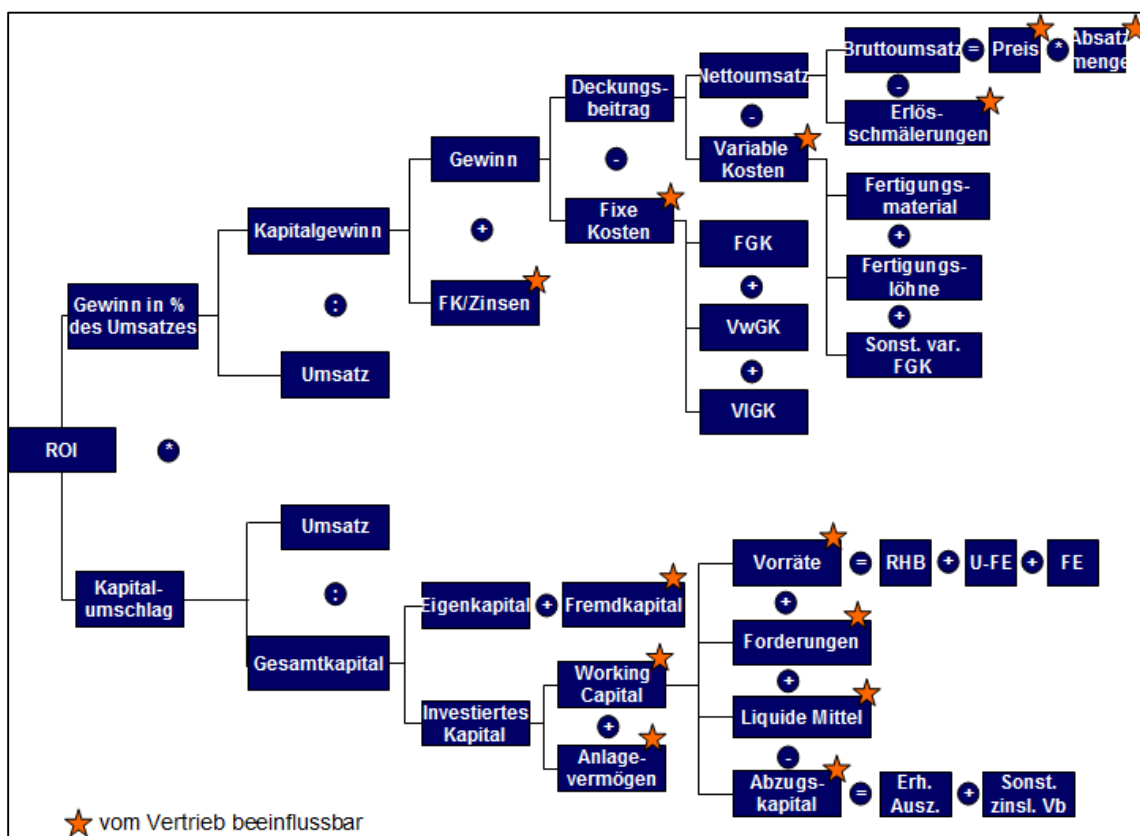 Bruttoumsatz = Preis * Absatz
menge
Nettoumsatz
-
Deckungs-
beitrag
-
Erlös-
schmälerungen
Gewinn
-
Variable
Kosten
Fertigungs-
material
Kapitalgewinn
+
Fixe
Kosten
FGK
+
Fertigungs-
löhne
Gewinn in %
des Umsatzes
:
FK/Zinsen
+
VwGK
+
Sonst. var.
FGK
Umsatz
+
VIGK
ROI
*
Umsatz
Kapital-
umschlag
:
Eigenkapital + Fremdkapital
Vorräte = RHB + U-FE + FE
+
Gesamtkapital
Forderungen
Working
Capital
+
Investiertes
Kapital
+
Liquide Mittel
Anlage-
vermögen
-
Abzugs-
kapital
=
Erh.
Ausz.
+
Sonst.
zinsl. Vb
vom Vertrieb beeinflussbar